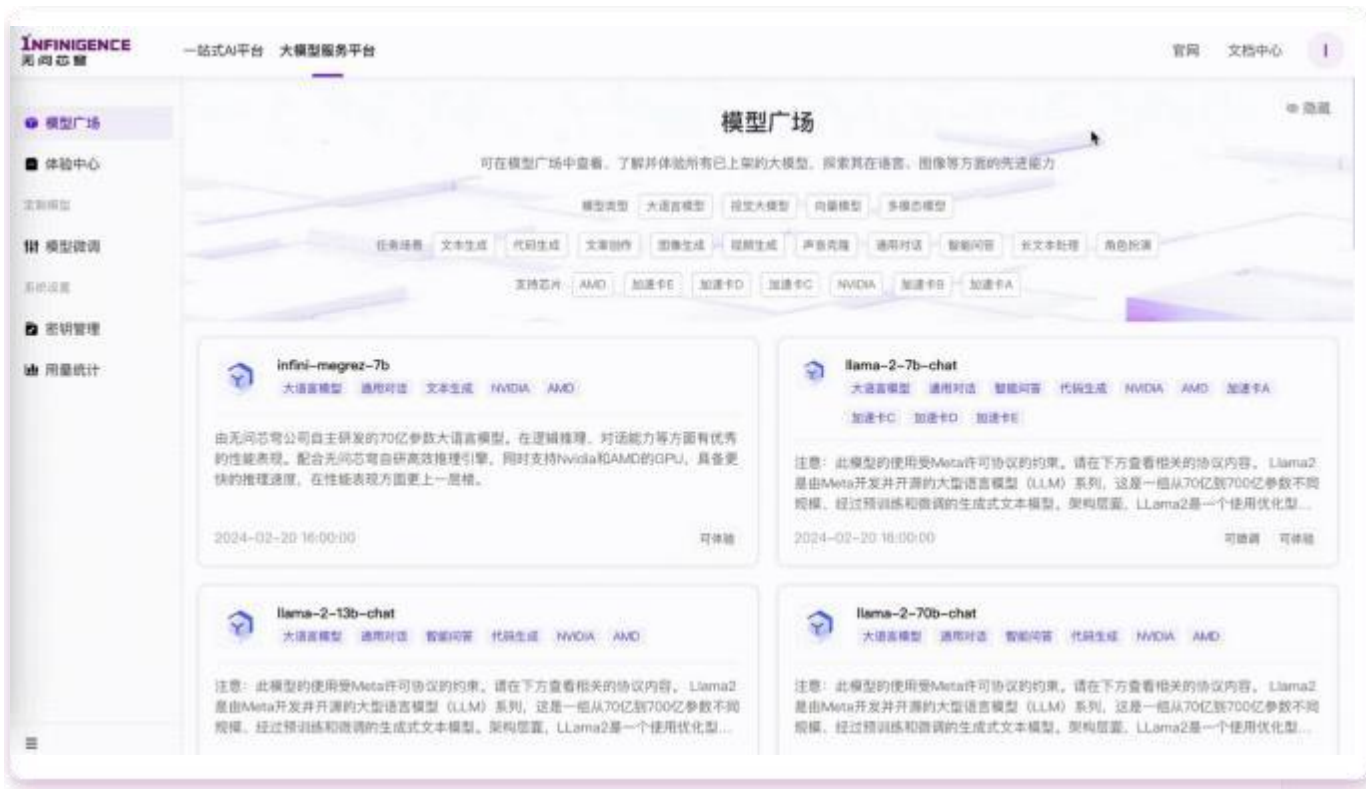 INFINIGENCE
无问芯穹
一站式AI平台 大模型服务平台
官网 文档中心 I
模型广场
体验中心
定制模型
模型微调
系统设置
密钥管理
用量统计
隐藏
模型广场
可在模型广场中查看、了解并体验所有已上架的大模型，探索其在语言、图像等方面的先进能力
模型类型 大语言模型 视觉大模型 向量模型 多模态模型
任务场景 文本生成 代码生成 文案创作 图像生成 视频生成 声音克隆 通用对话 智能问答 长文本处理 角色扮演
支持芯片 AMD 加速卡E 加速卡D 加速卡C NVIDIA 加速卡B 加速卡A
infini-megrez-7b
大语言模型 通用对话 文本生成 NVIDIA AMD
由无问芯穹公司自主研发的70亿参数大语言模型。在逻辑推理、对话能力等方面有优秀
的性能表现。配合无问芯穹自研高效推理引擎，同时支持Nvidia和AMD的GPU，具备更
快的推理速度，在性能表现方面更上一层楼。
2024-02-20 16:00:00 可体验
llama-2-7b-chat
大语言模型 通用对话 智能问答 代码生成 NVIDIA AMD 加速卡A
加速卡C 加速卡D 加速卡E
注意：此模型的使用受Meta许可协议的约束。请在下方查看相关的协议内容。 Llama2
是由Meta开发并开源的大型语言模型（LLM）系列，这是一组从70亿到700亿参数不同
规模、经过预训练和微调的生成式文本模型。架构层面，LLama2是一个使用优化型...
2024-02-20 16:00:00 可微调 可体验
llama-2-13b-chat
大语言模型 通用对话 智能问答 代码生成 NVIDIA AMD
注意：此模型的使用受Meta许可协议的约束。请在下方查看相关的协议内容。 Llama2
是由Meta开发并开源的大型语言模型（LLM）系列，这是一组从70亿到700亿参数不同
规模、经过预训练和微调的生成式文本模型。架构层面，LLama2是一个使用优化型...
llama-2-70b-chat
大语言模型 通用对话 智能问答 代码生成 NVIDIA AMD
注意：此模型的使用受Meta许可协议的约束。请在下方查看相关的协议内容。 Llama2
是由Meta开发并开源的大型语言模型（LLM）系列，这是一组从70亿到700亿参数不同
规模、经过预训练和微调的生成式文本模型。架构层面，LLama2是一个使用优化型...